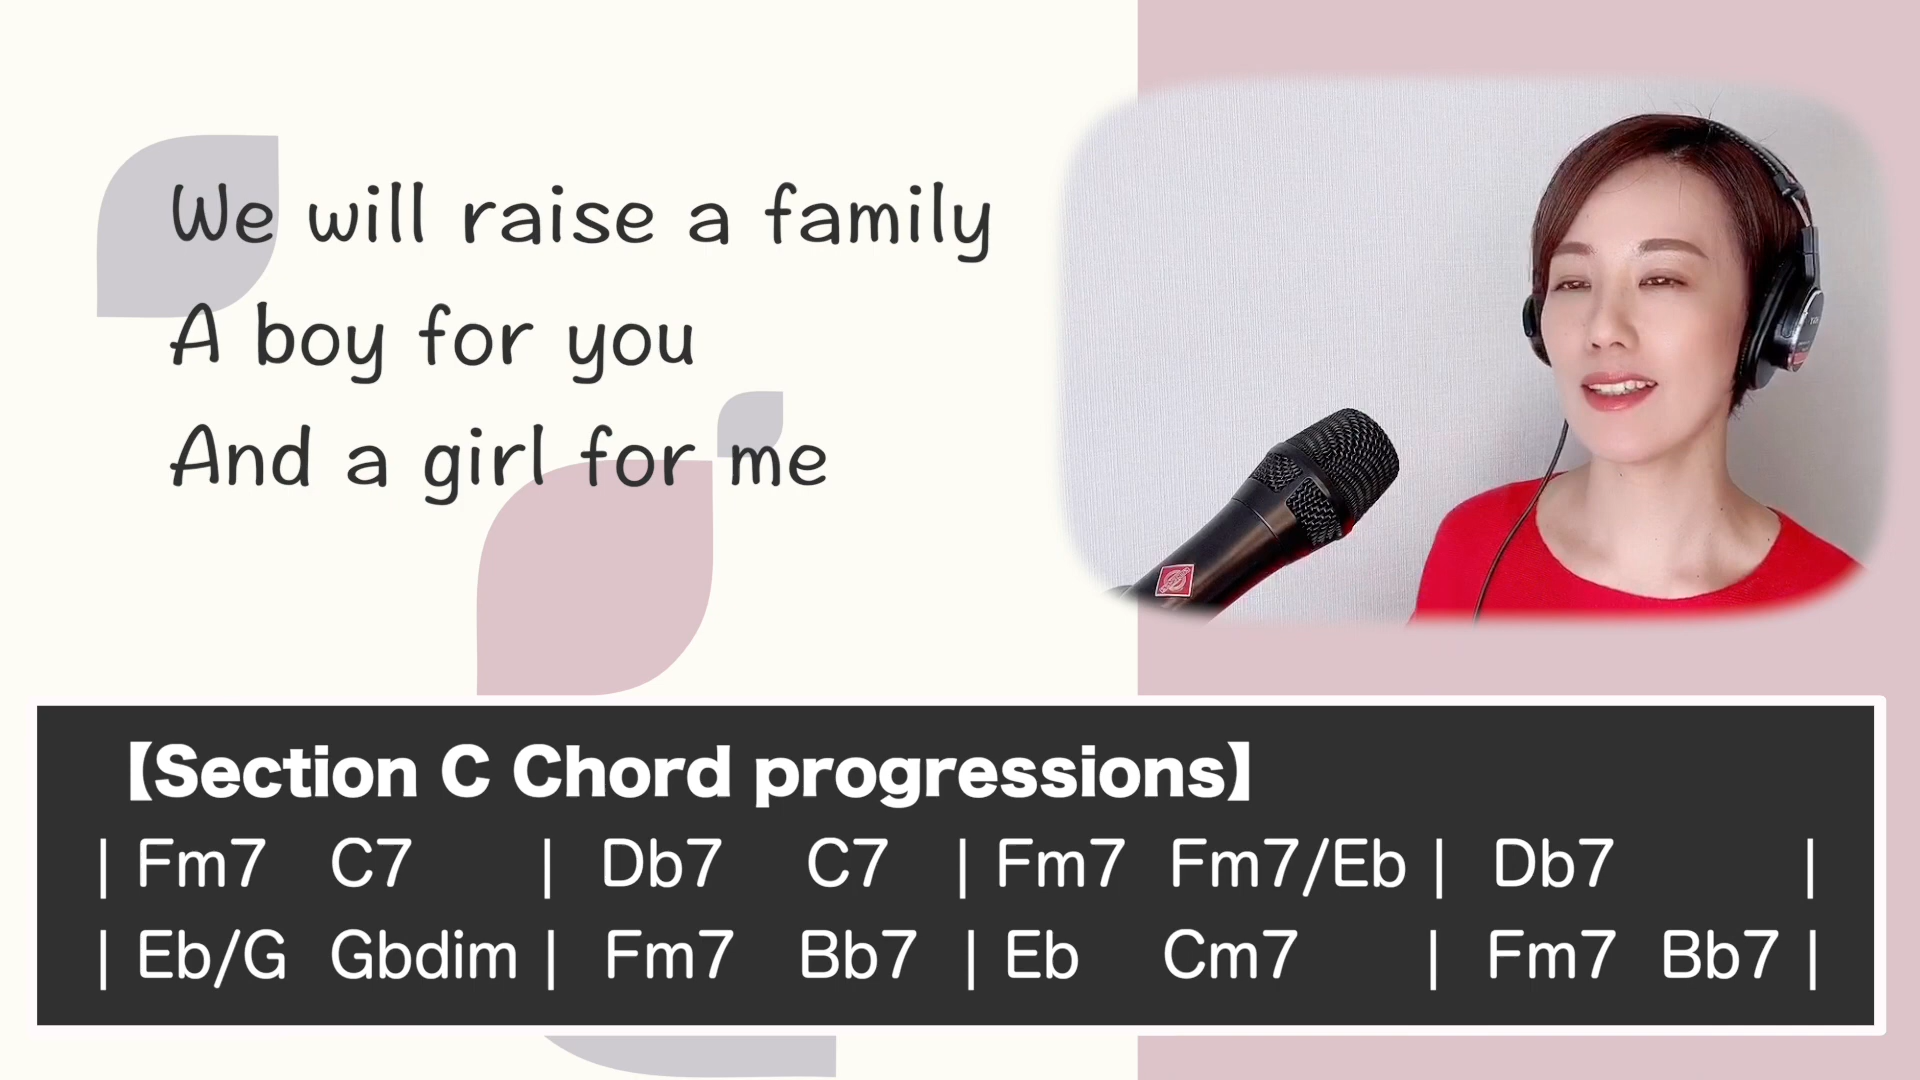 We will raise a family
A boy for you
And a girl for me
【Section C Chord progressions】
| Fm7 C7 | Db7 C7 | Fm7 Fm7/Eb | Db7 |
| Eb/G Gbdim | Fm7 Bb7 | Eb Cm7 | Fm7 Bb7 |